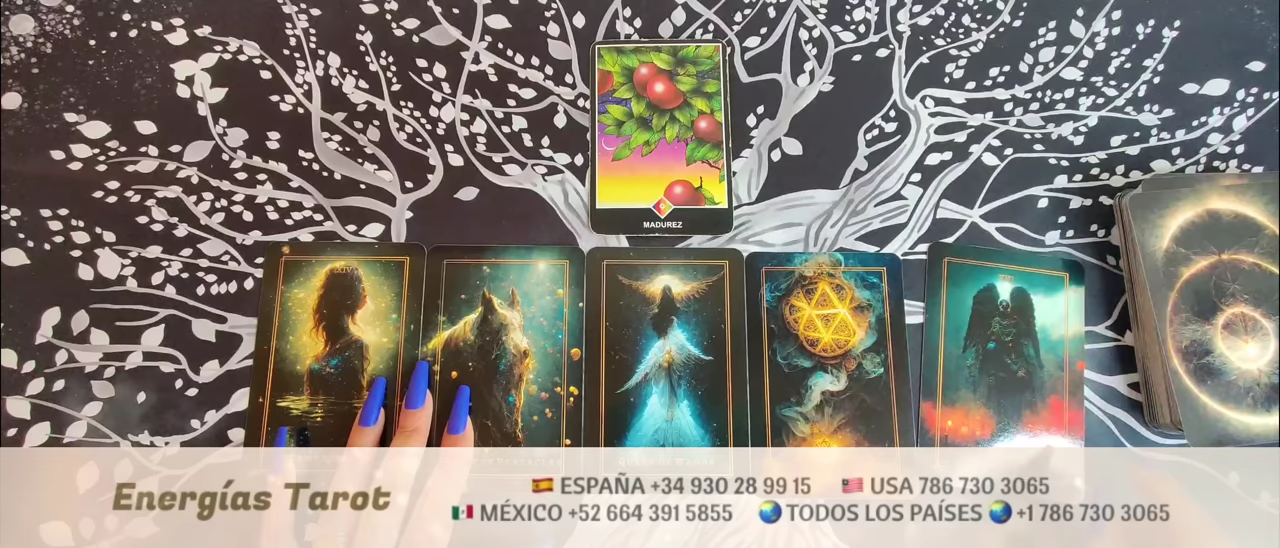 MADUREZ
XIV
Energías Tarot
ESPAÑA +34 930 28 99 15 USA 786 730 3065
MÉXICO +52 664 391 5855 TODOS LOS PAÍSES +1 786 730 3065